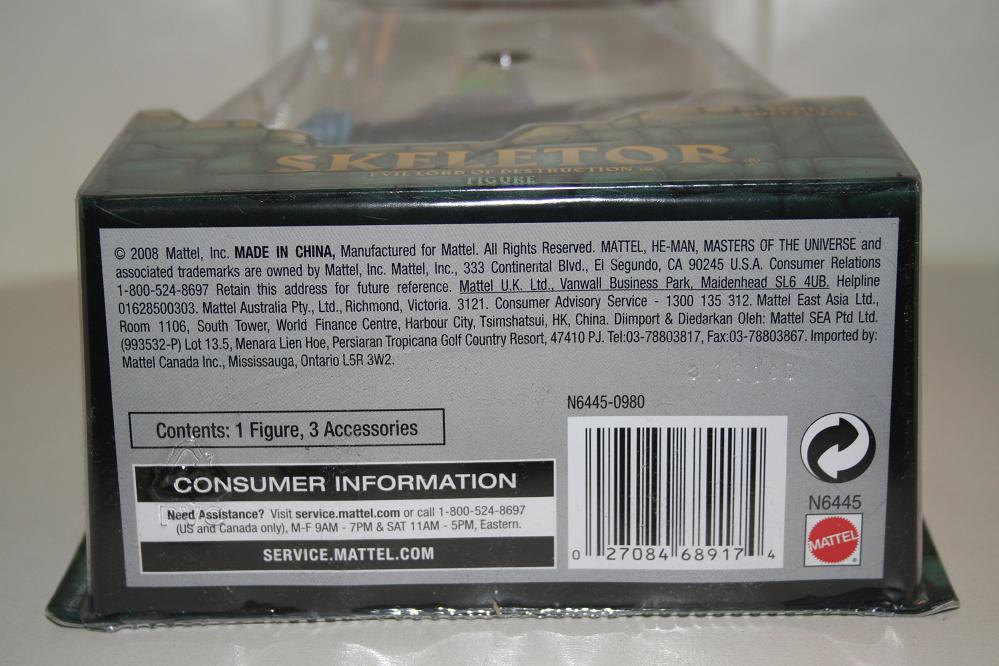 SKELETOR®
EVIL LORD OF DESTRUCTION™
FIGURE
© 2008 Mattel, Inc. MADE IN CHINA, Manufactured for Mattel. All Rights Reserved. MATTEL, HE-MAN, MASTERS OF THE UNIVERSE and
associated trademarks are owned by Mattel, Inc. Mattel, Inc., 333 Continental Blvd., El Segundo, CA 90245 U.S.A. Consumer Relations
1-800-524-8697 Retain this address for future reference. Mattel U.K. Ltd., Vanwall Business Park, Maidenhead SL6 4UB. Helpline
01628500303. Mattel Australia Pty., Ltd., Richmond, Victoria. 3121. Consumer Advisory Service - 1300 135 312. Mattel East Asia Ltd.,
Room 1106, South Tower, World Finance Centre, Harbour City, Tsimshatsui, HK, China. Diimport & Diedarkan Oleh: Mattel SEA Ptd Ltd.
(993532-P) Lot 13.5, Menara Lien Hoe, Persiaran Tropicana Golf Country Resort, 47410 PJ. Tel:03-78803817, Fax:03-78803867. Imported by:
Mattel Canada Inc., Mississauga, Ontario L5R 3W2.
N6445-0980
Contents: 1 Figure, 3 Accessories
CONSUMER INFORMATION
Need Assistance? Visit service.mattel.com or call 1-800-524-8697
(US and Canada only), M-F 9AM - 7PM & SAT 11AM - 5PM, Eastern.
SERVICE.MATTEL.COM
0 27084 68917 4
N6445
MATTEL®